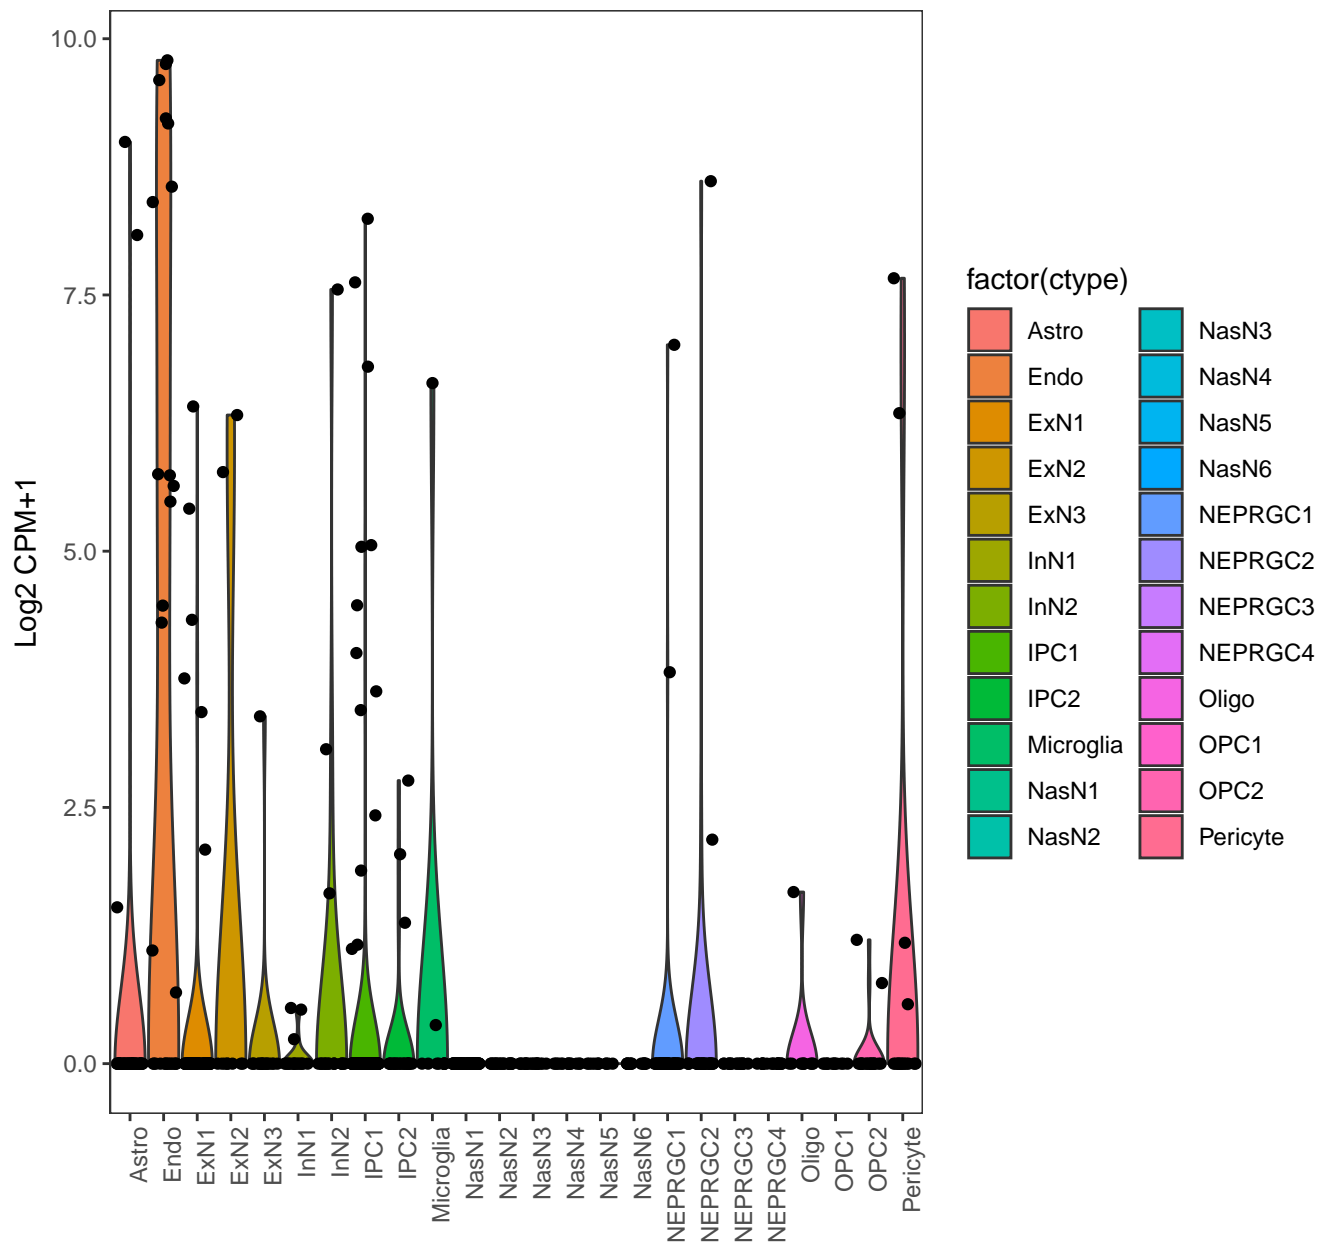 10.0
7.5
5.0
2.5
0.0
Log2 CPM+1
Astro
Endo
ExN1
ExN2
ExN3
InN1
InN2
IPC1
IPC2
Microglia
NasN1
NasN2
NasN3
NasN4
NasN5
NasN6
NEPRGC1
NEPRGC2
NEPRGC3
NEPRGC4
Oligo
OPC1
OPC2
Pericyte
factor(ctype)
Astro
Endo
ExN1
ExN2
ExN3
InN1
InN2
IPC1
IPC2
Microglia
NasN1
NasN2
NasN3
NasN4
NasN5
NasN6
NEPRGC1
NEPRGC2
NEPRGC3
NEPRGC4
Oligo
OPC1
OPC2
Pericyte